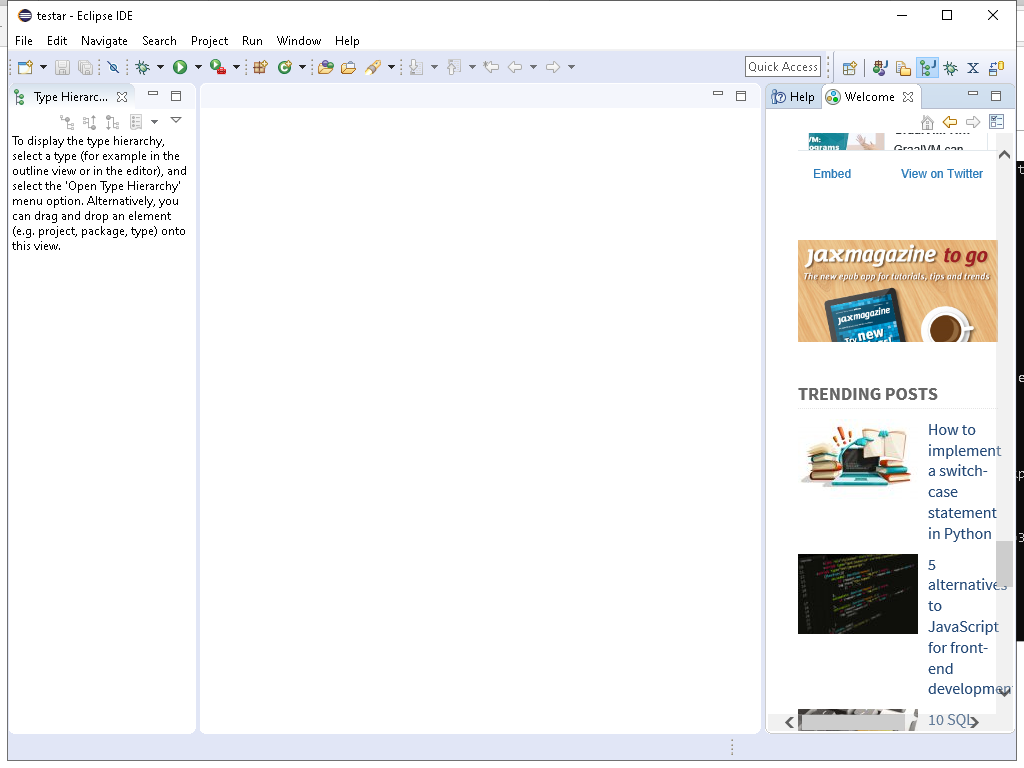 testar - Eclipse IDE
File Edit Navigate Search Project Run Window Help
Quick Access
Type Hierarc...
To display the type hierarchy,
select a type (for example in the
outline view or in the editor), and
select the 'Open Type Hierarchy'
menu option. Alternatively, you
can drag and drop an element
(e.g. project, package, type) onto
this view.
Help Welcome
GraalVM can
Embed View on Twitter
jaxmagazine to go
The new epub app for tutorials, tips and trends
jaxmagazine
new
TRENDING POSTS
How to
implement
a switch-
case
statement
in Python
5
alternatives
to
JavaScript
for front-
end
developmen
10 SQL